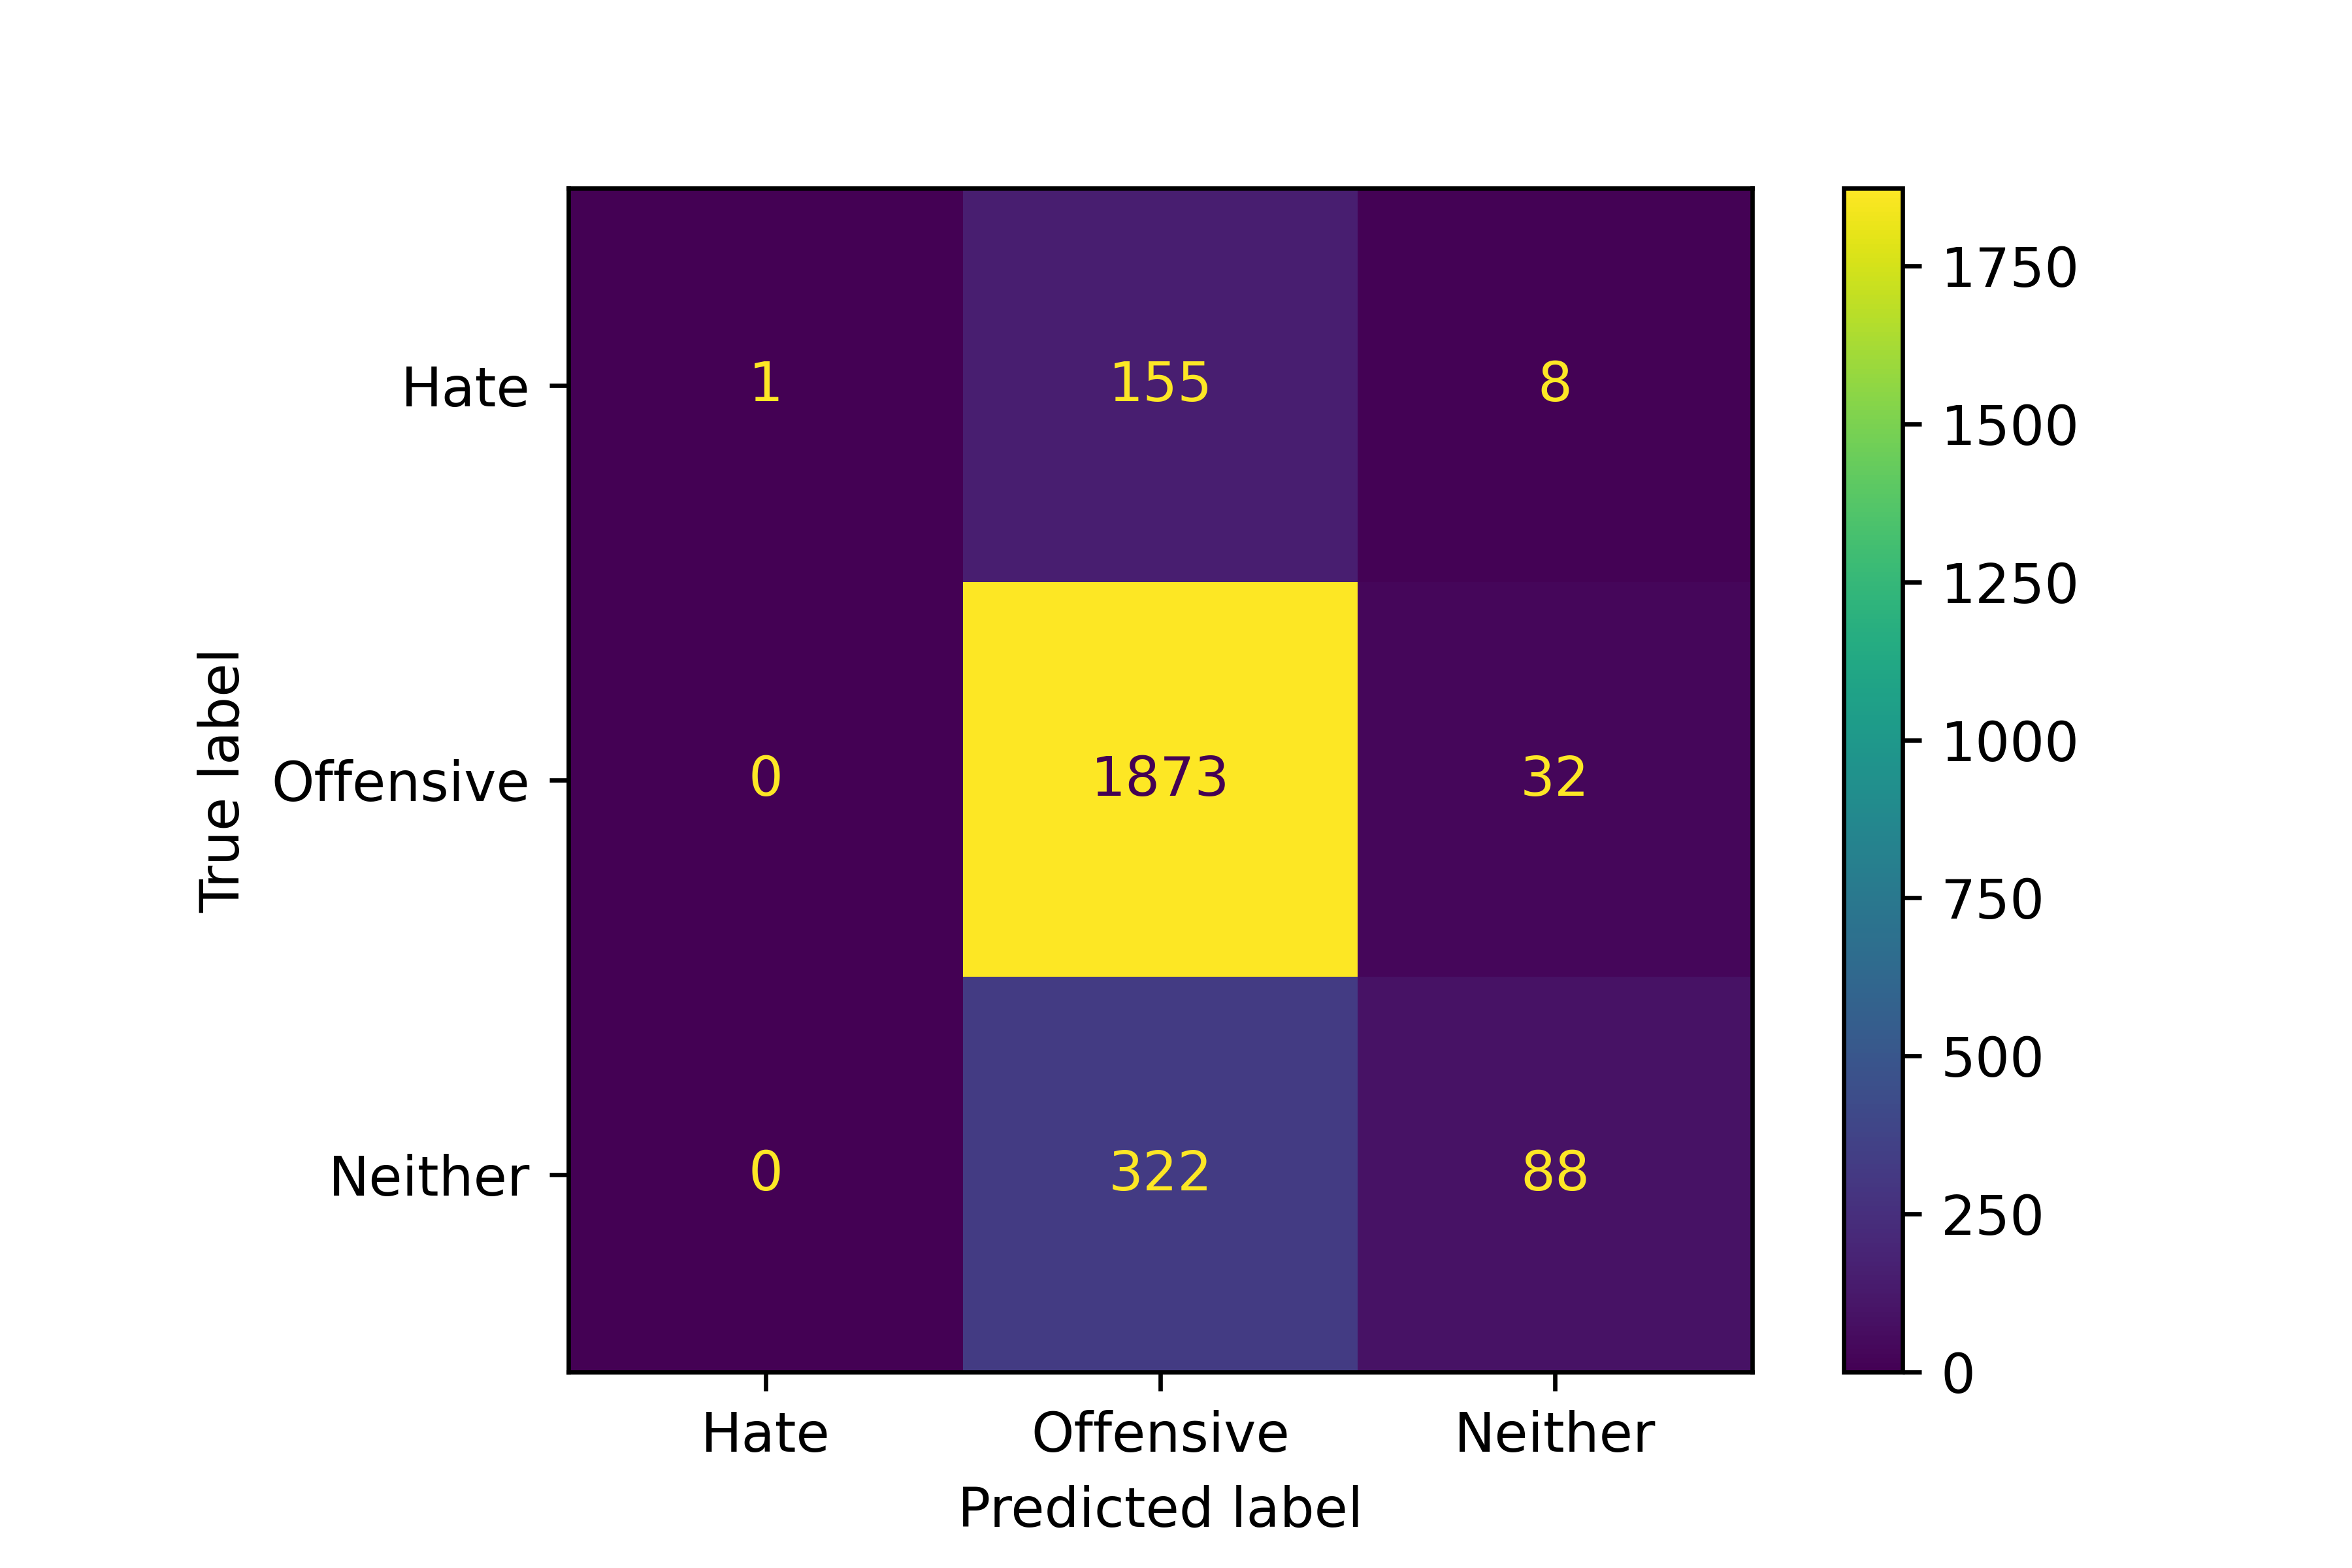 True label
Hate
Offensive
Neither
1 155 8
0 1873 32
0 322 88
Hate Offensive Neither
Predicted label
1750
1500
1250
1000
750
500
250
0